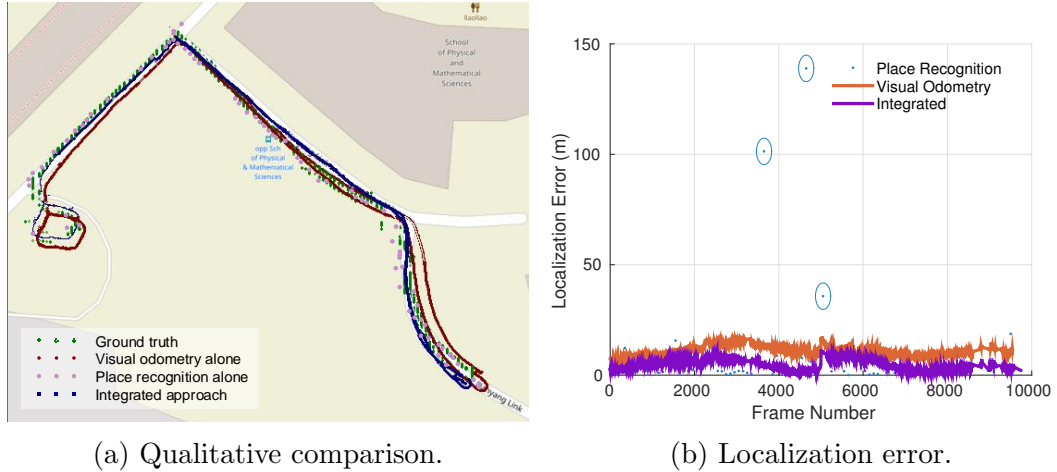 ilaollao
School
of Physical
and
Mathematical
Sciences
opp Sch
of Physical
& Mathematical
Sciences
yang Link
Ground truth
Visual odometry alone
Place recognition alone
Integrated approach
(a) Qualitative comparison.
150
100
50
0
Localization Error (m)
Place Recognition
Visual Odometry
Integrated
0 2000 4000 6000 8000 10000
Frame Number
(b) Localization error.